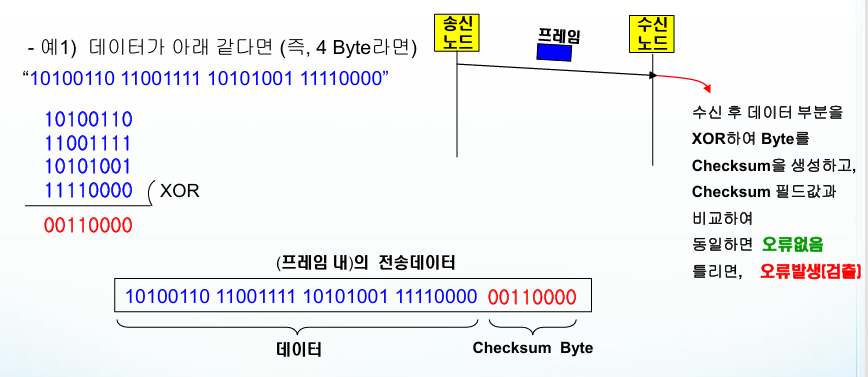 - 예1) 데이터가 아래 같다면 (즉, 4 Byte라면)
“10100110 11001111 10101001 11110000”
10100110
11001111
10101001
11110000
XOR
00110000
송신
노드
프레임
수신
노드
수신 후 데이터 부분을
XOR하여 Byte를
Checksum을 생성하고,
Checksum 필드값과
비교하여
동일하면 오류없음
틀리면, 오류발생(검출)
(프레임 내)의 전송데이터
10100110 11001111 10101001 11110000 00110000
데이터
Checksum Byte